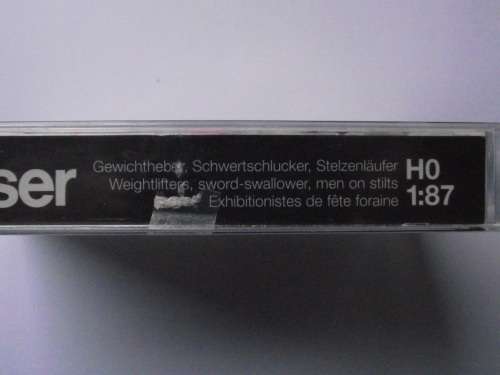 ser
Gewichtheber, Schwertschlucker, Stelzenläufer
Weightlifters, sword-swallower, men on stilts
Exhibitionistes de fête foraine
H0
1:87